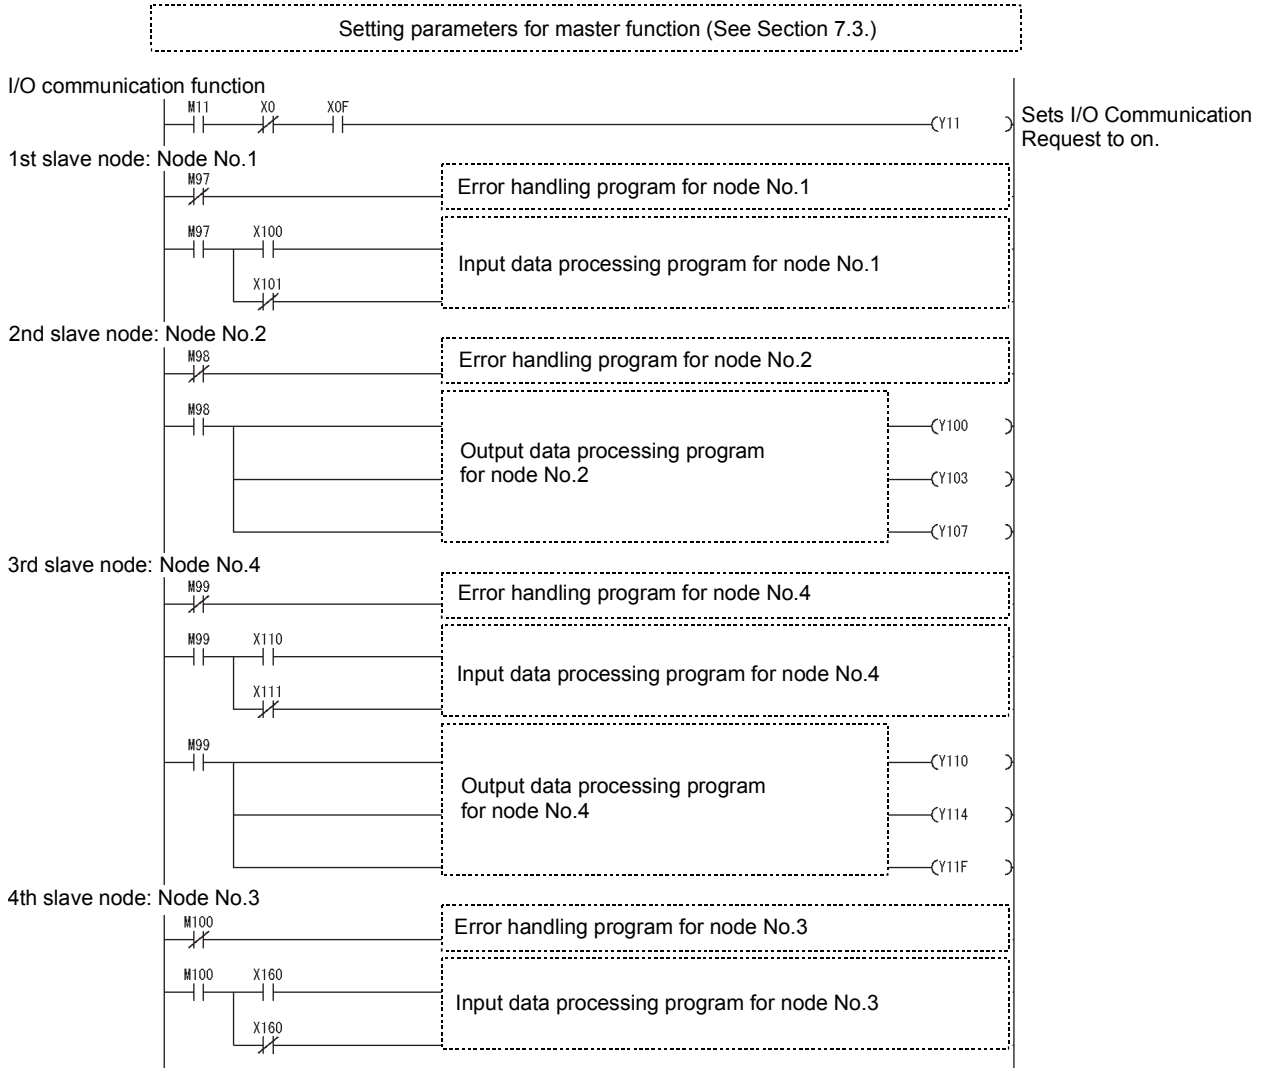 Setting parameters for master function (See Section 7.3.)
I/O communication function
M11 X0 X0F
Y11
Sets I/O Communication
Request to on.
1st slave node: Node No.1
M97
Error handling program for node No.1
M97 X100
Input data processing program for node No.1
X101
2nd slave node: Node No.2
M98
Error handling program for node No.2
M98
Y100
Output data processing program
for node No.2
Y103
Y107
3rd slave node: Node No.4
M99
Error handling program for node No.4
M99 X110
Input data processing program for node No.4
X111
M99
Y110
Output data processing program
for node No.4
Y114
Y11F
4th slave node: Node No.3
M100
Error handling program for node No.3
M100 X160
Input data processing program for node No.3
X160